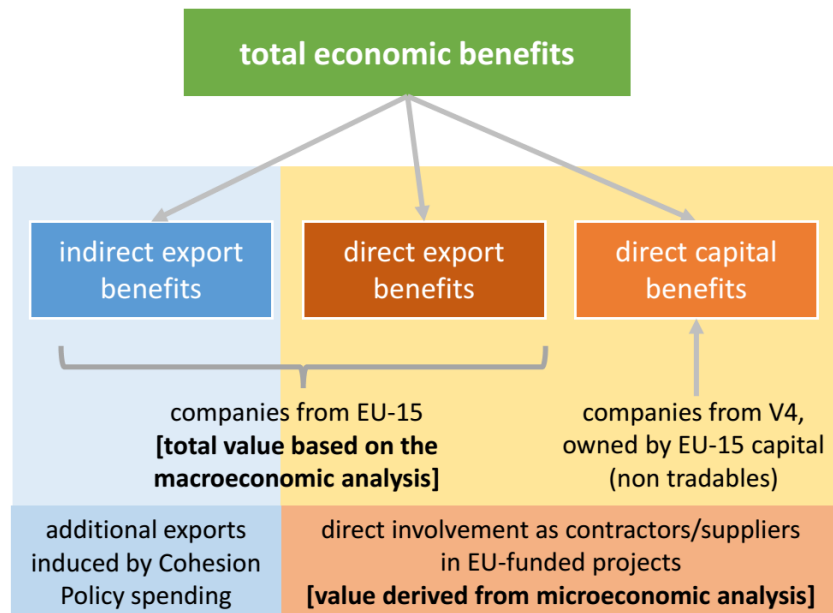 total economic benefits
indirect export
benefits
direct export
benefits
direct capital
benefits
companies from EU-15
[total value based on the
macroeconomic analysis]
companies from V4,
owned by EU-15 capital
(non tradables)
additional exports
induced by Cohesion
Policy spending
direct involvement as contractors/suppliers
in EU-funded projects
[value derived from microeconomic analysis]